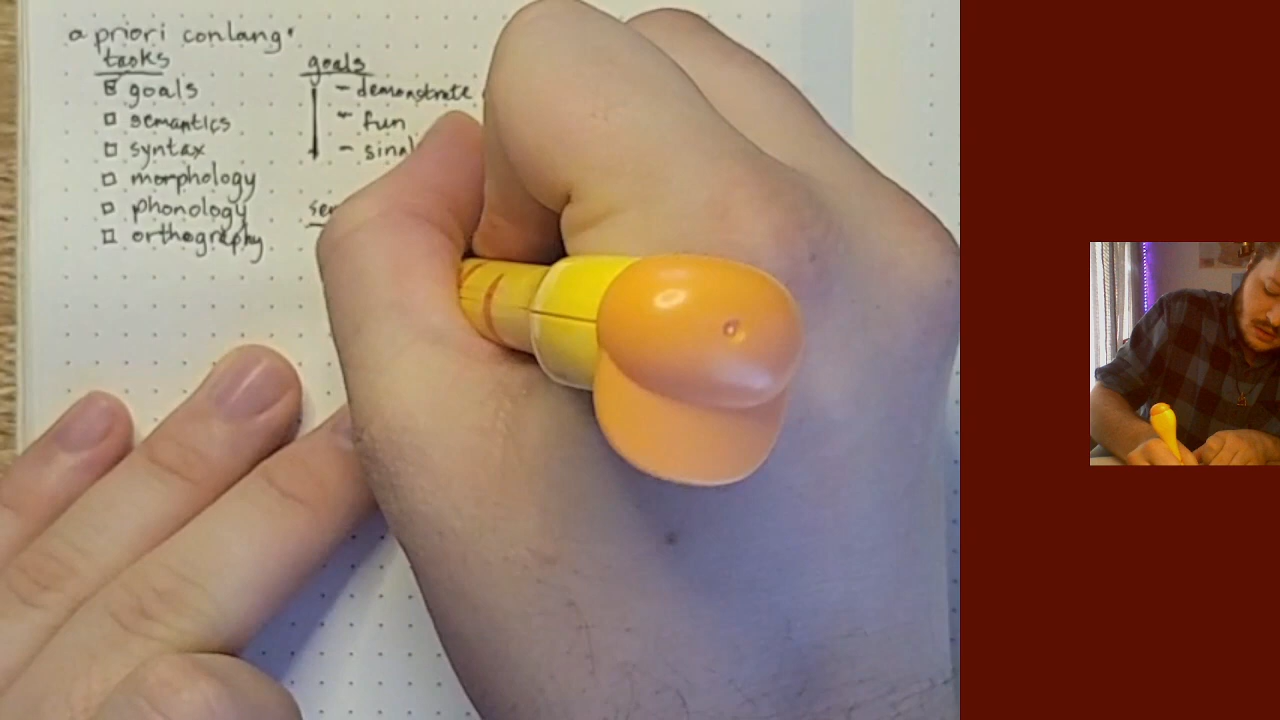 a priori conlang
tasks
goals
semantics
syntax
morphology
phonology
orthography
goals
- demonstrate
- fun
-